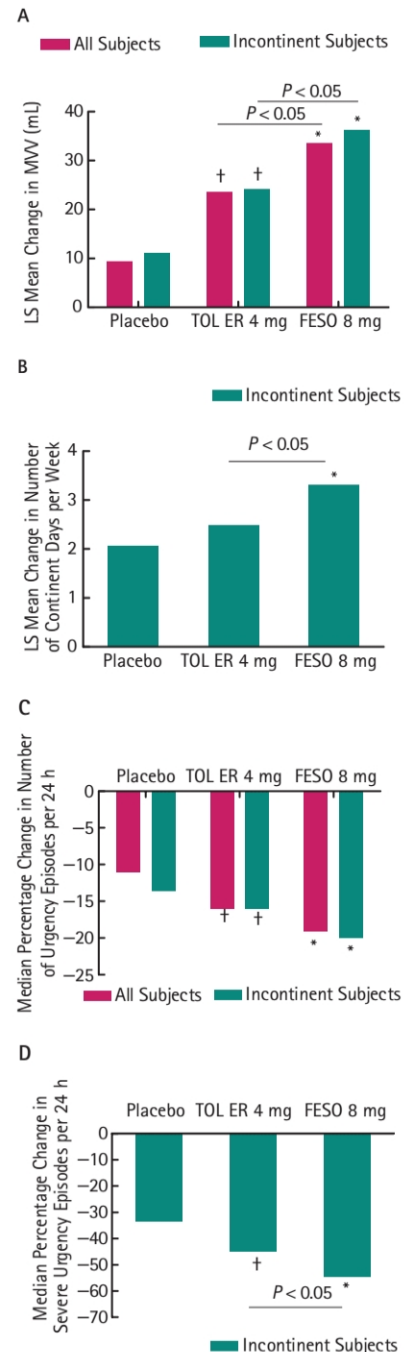 A
All Subjects
Incontinent Subjects
LS Mean Change in MVV (mL)
40
30
20
10
0
P < 0.05
P < 0.05
† † * *
Placebo TOL ER 4 mg FESO 8 mg
B
Incontinent Subjects
LS Mean Change in Number
of Continent Days per Week
4
3
2
1
0
P < 0.05
*
Placebo TOL ER 4 mg FESO 8 mg
C
Placebo TOL ER 4 mg FESO 8 mg
Median Percentage Change in Number
of Urgency Episodes per 24 h
0
−5
−10
−15
−20
−25
† † * *
All Subjects
Incontinent Subjects
D
Placebo TOL ER 4 mg FESO 8 mg
Median Percentage Change in
Severe Urgency Episodes per 24 h
0
−10
−20
−30
−40
−50
−60
−70
† *
P < 0.05
Incontinent Subjects